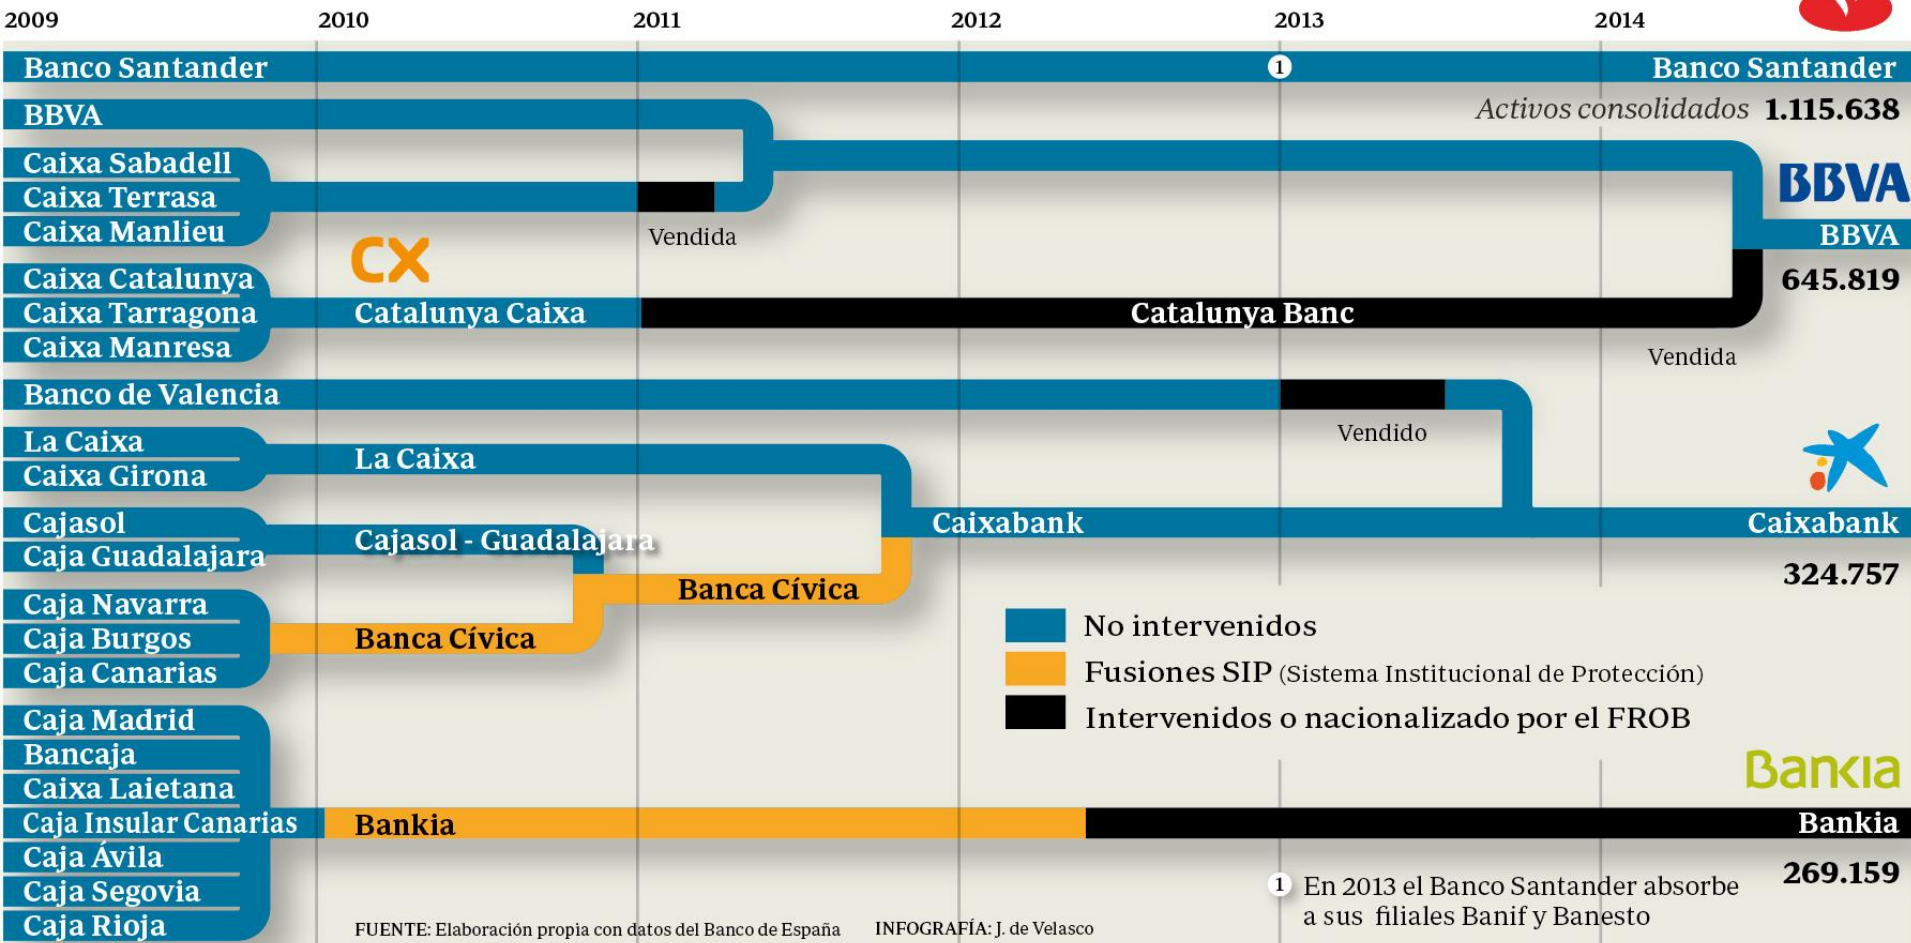 2009 2010 2011 2012 2013 2014
Banco Santander 1 Banco Santander
Activos consolidados 1.115.638
BBVA
Caixa Sabadell
Caixa Terrasa
Caixa Manlieu
Vendida
BBVA
BBVA
645.819
CX
Caixa Catalunya
Caixa Tarragona
Caixa Manresa
Catalunya Caixa
Catalunya Banc
Vendida
Banco de Valencia
Vendido
La Caixa
Caixa Girona
La Caixa
Cajasol
Caja Guadalajara
Cajasol - Guadalajara
Caixabank
Caixabank
324.757
Banca Cívica
Caja Navarra
Caja Burgos
Caja Canarias
Banca Cívica
No intervenidos
Fusiones SIP (Sistema Institucional de Protección)
Intervenidos o nacionalizado por el FROB
Caja Madrid
Bancaja
Caixa Laietana
Caja Insular Canarias
Caja Ávila
Caja Segovia
Caja Rioja
Bankia
Bankia
Bankia
269.159
1 En 2013 el Banco Santander absorbe
a sus filiales Banif y Banesto
FUENTE: Elaboración propia con datos del Banco de España INFOGRAFÍA: J. de Velasco